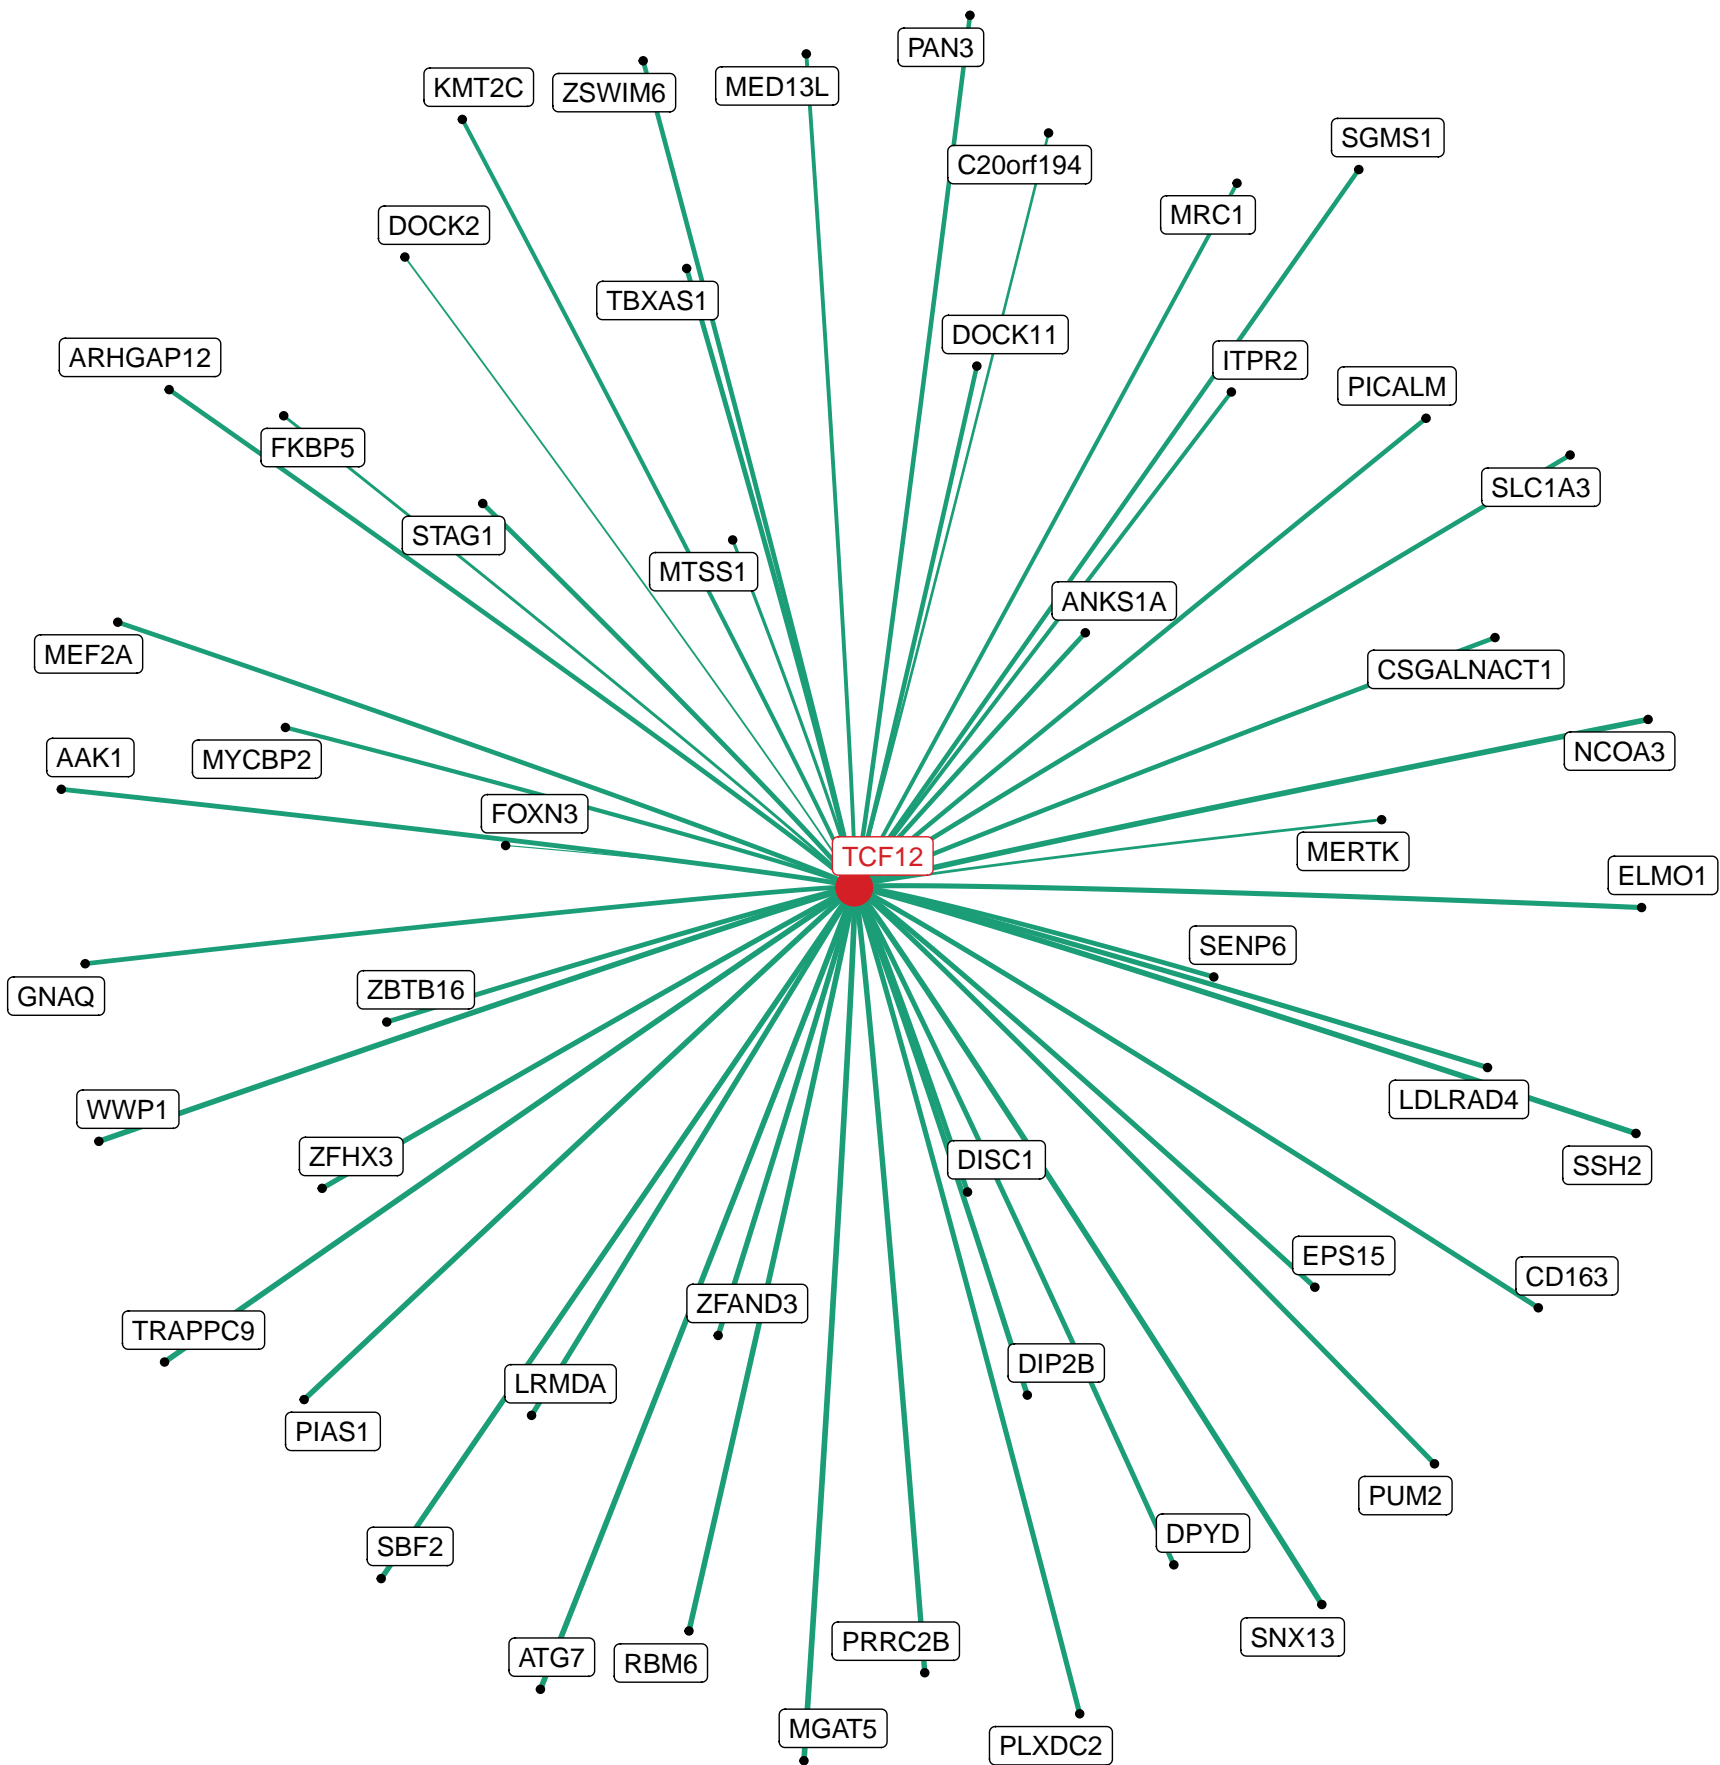 PAN3
KMT2C
ZSWIM6
MED13L
SGMS1
C20orf194
MRC1
DOCK2
TBXAS1
DOCK11
ARHGAP12
ITPR2
PICALM
FKBP5
SLC1A3
STAG1
MTSS1
ANKS1A
MEF2A
CSGALNACT1
NCOA3
AAK1
MYCBP2
FOXN3
MERTK
TCF12
ELMO1
SENP6
ZBTB16
GNAQ
LDLRAD4
WWP1
ZFHX3
DISC1
SSH2
EPS15
CD163
ZFAND3
TRAPPC9
DIP2B
LRMDA
PIAS1
PUM2
DPYD
SBF2
SNX13
PRRC2B
ATG7
RBM6
MGAT5
PLXDC2